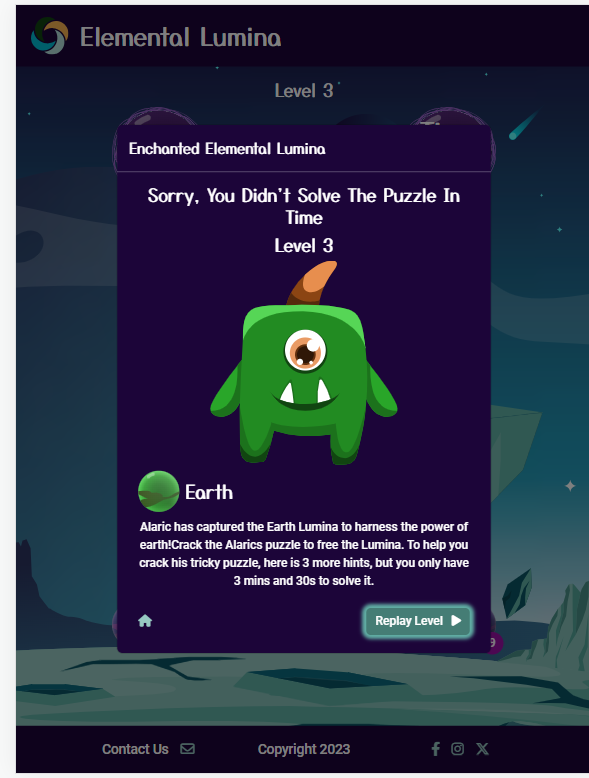 Elemental Lumina
Level 3
Enchanted Elemental Lumina
Sorry, You Didn't Solve The Puzzle In
Time
Level 3
Earth
Alaric has captured the Earth Lumina to harness the power of
earth!Crack the Alarics puzzle to free the Lumina. To help you
crack his tricky puzzle, here is 3 more hints, but you only have
3 mins and 30s to solve it.
Replay Level
9
Contact Us
Copyright 2023